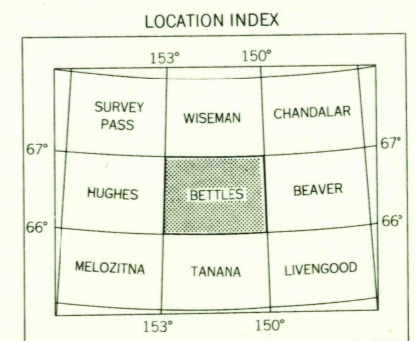 LOCATION INDEX
153° 150°
SURVEY PASS WISEMAN CHANDALAR
67° 67°
HUGHES BETTLES BEAVER
66° 66°
MELOZITNA TANANA LIVENGOOD
153° 150°